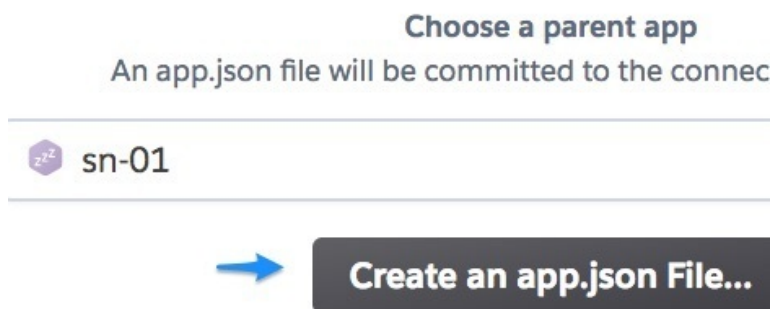 Choose a parent app
An app.json file will be committed to the connec
zzz sn-01
Create an app.json File...